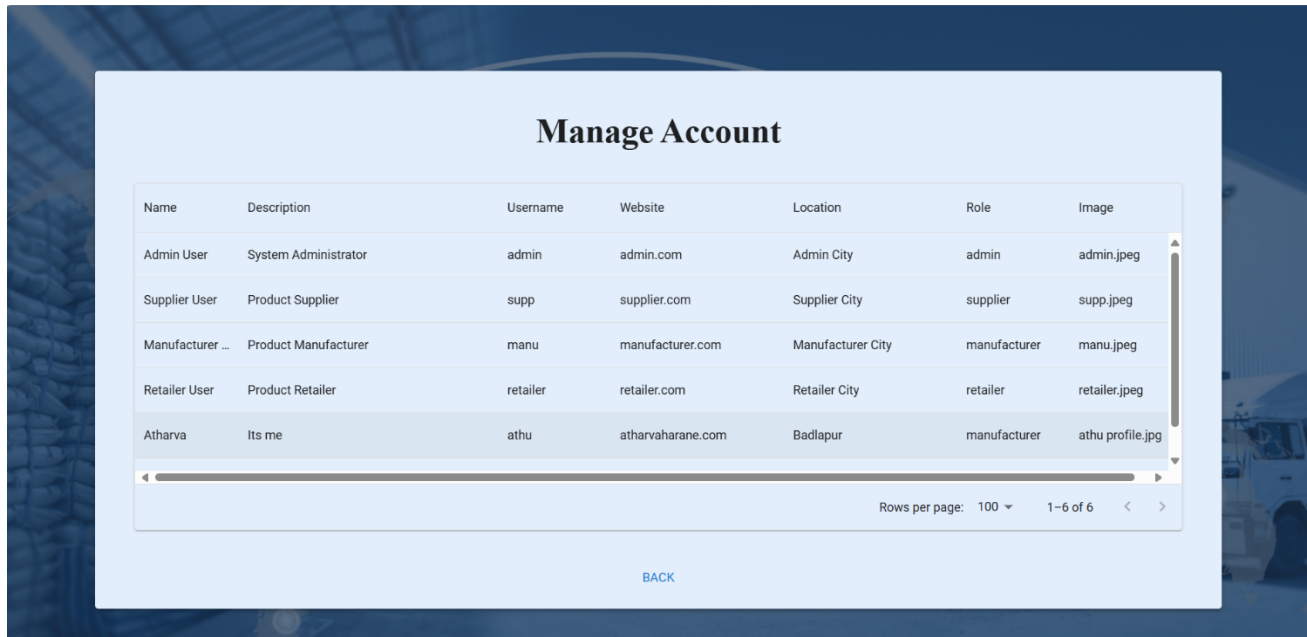 Manage Account
Name Description Username Website Location Role Image
Admin User System Administrator admin admin.com Admin City admin admin.jpeg
Supplier User Product Supplier supp supplier.com Supplier City supplier supp.jpeg
Manufacturer ... Product Manufacturer manu manufacturer.com Manufacturer City manufacturer manu.jpeg
Retailer User Product Retailer retailer retailer.com Retailer City retailer retailer.jpeg
Atharva Its me athu atharvaharane.com Badlapur manufacturer athu profile.jpg
Rows per page: 100 1–6 of 6
BACK